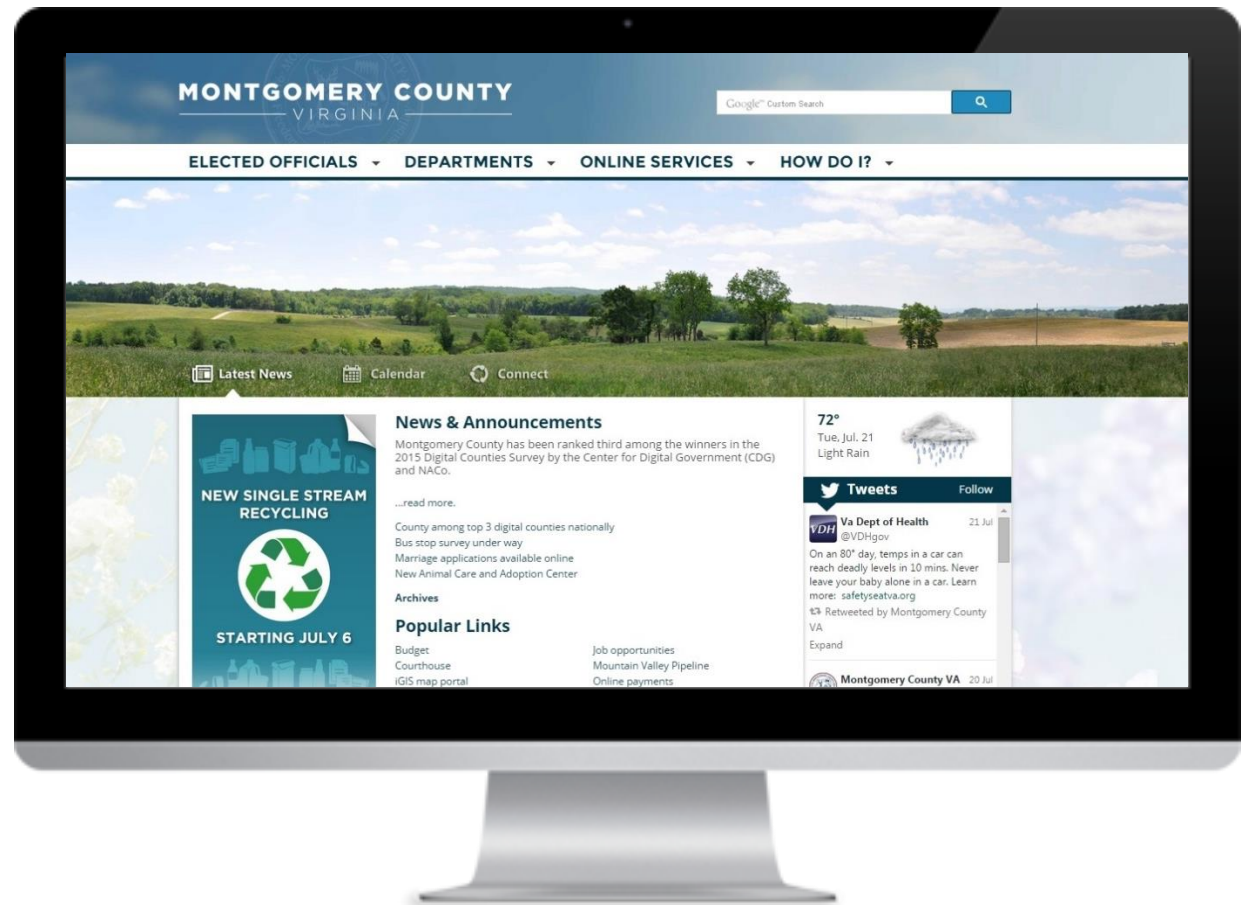 MONTGOMERY COUNTY
VIRGINIA
Google™ Custom Search
ELECTED OFFICIALS DEPARTMENTS ONLINE SERVICES HOW DO I?
Latest News Calendar Connect
NEW SINGLE STREAM
RECYCLING
STARTING JULY 6
News & Announcements
Montgomery County has been ranked third among the winners in the
2015 Digital Counties Survey by the Center for Digital Government (CDG)
and NACo.
...read more.
County among top 3 digital counties nationally
Bus stop survey under way
Marriage applications available online
New Animal Care and Adoption Center
Archives
Popular Links
Budget
Courthouse
iGIS map portal
Job opportunities
Mountain Valley Pipeline
Online payments
72°
Tue, Jul. 21
Light Rain
Tweets Follow
VDH
Va Dept of Health 21 Jul
@VDHgov
On an 80° day, temps in a car can
reach deadly levels in 10 mins. Never
leave your baby alone in a car. Learn
more: safetyseatva.org
Retweeted by Montgomery County
VA
Expand
Montgomery County VA 20 Jul